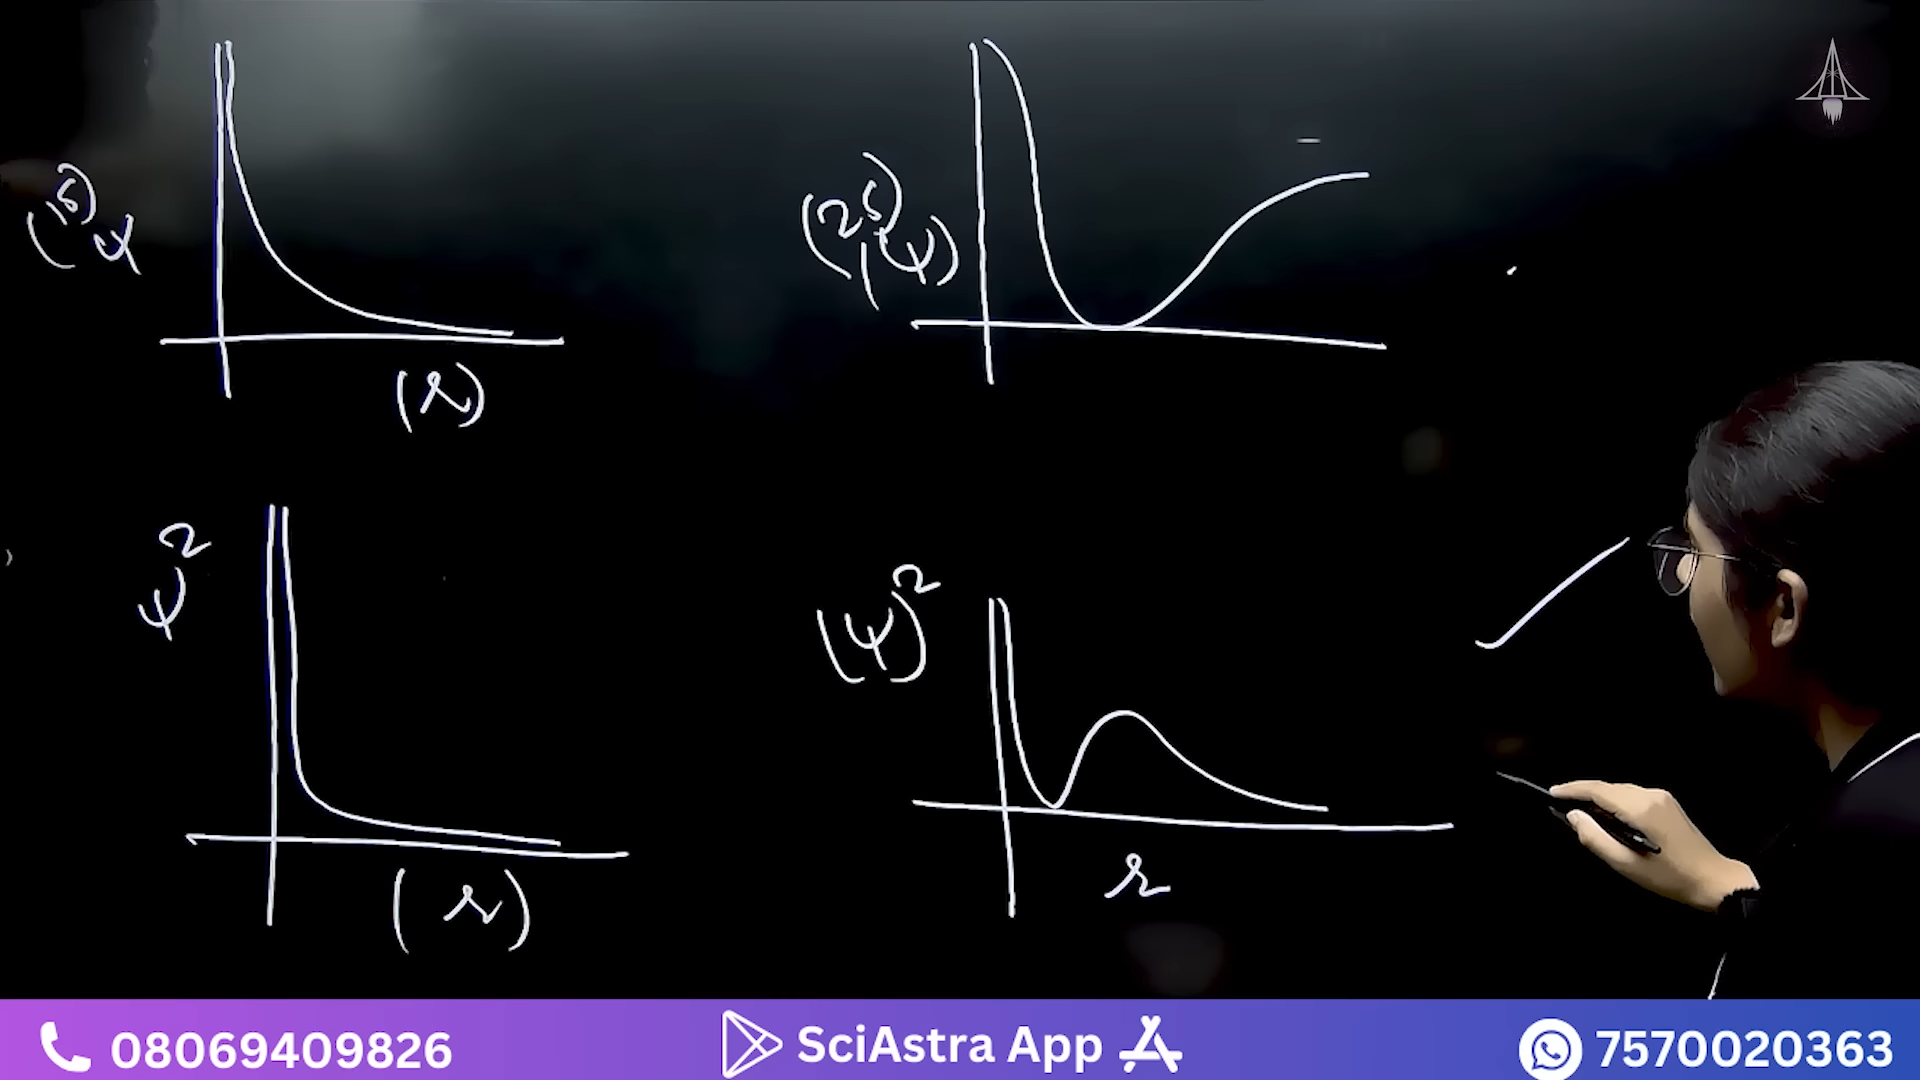 (1s) ψ
(r)
(2s) (ψ)
ψ²
(r)
(ψ)²
r
08069409826
SciAstra App
7570020363